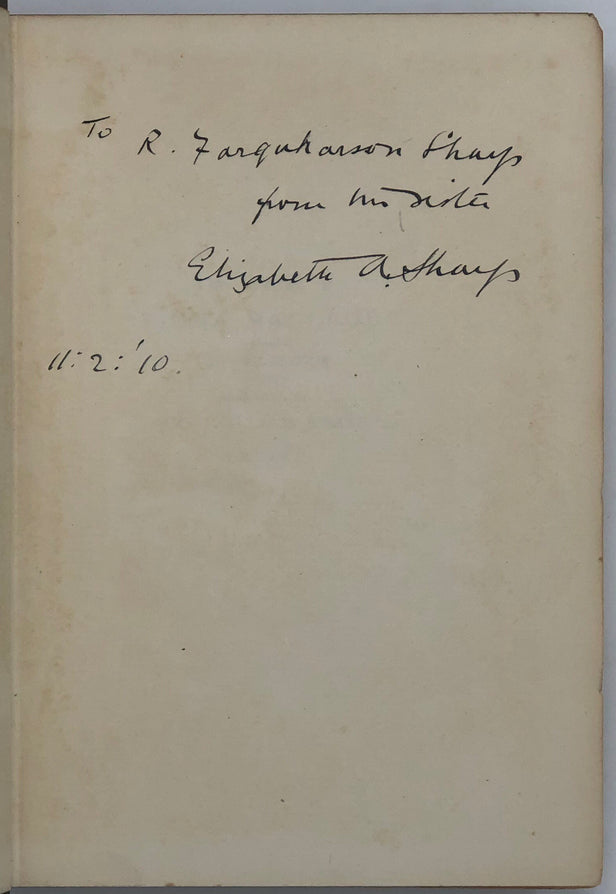 To R. Farquharson Sharp
from his sister
Elizabeth A. Sharp
11:2:'10.